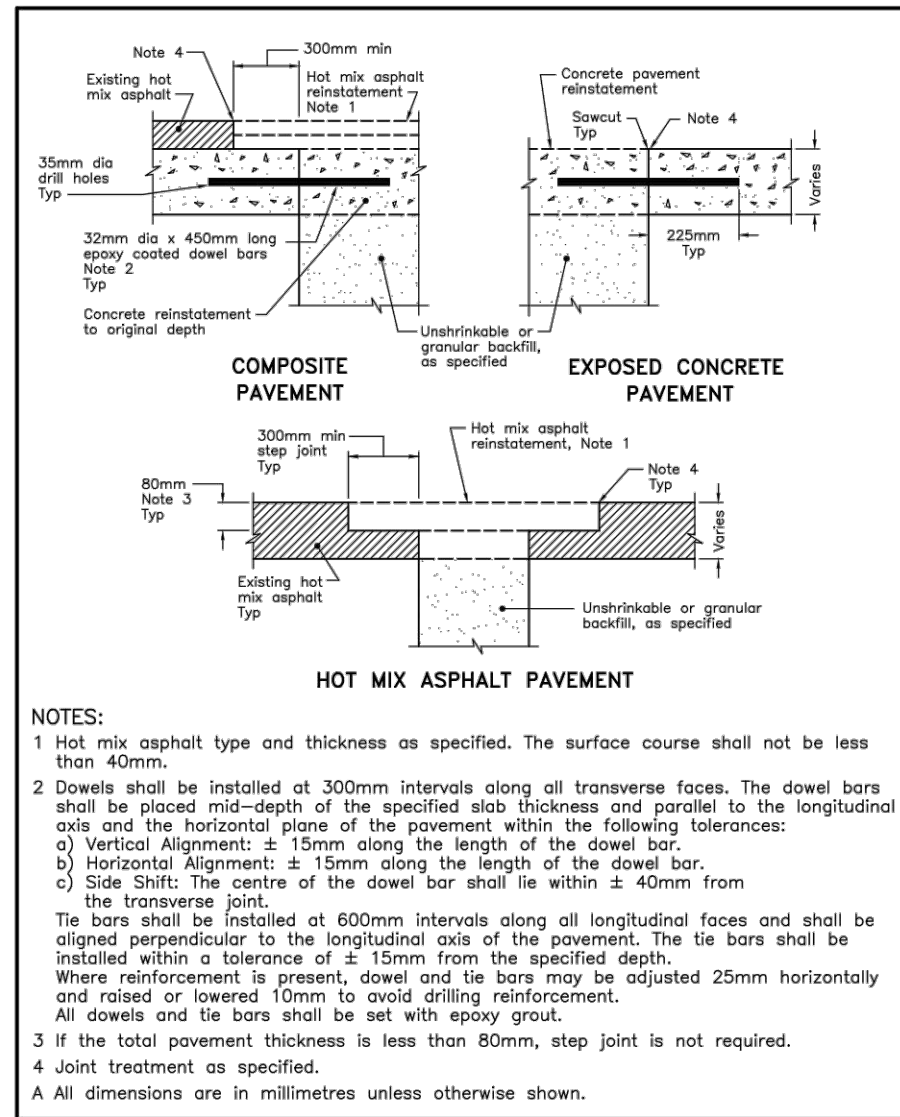 300mm min
Note 4
Existing hot
mix asphalt
Hot mix asphalt
reinstatement
Note 1
35mm dia
drill holes
Typ
32mm dia x 450mm long
epoxy coated dowel bars
Note 2
Typ
Concrete reinstatement
to original depth
COMPOSITE
PAVEMENT
Concrete pavement
reinstatement
Sawcut
Typ
Note 4
Varies
225mm
Typ
Unshrinkable or
granular backfill,
as specified
EXPOSED CONCRETE
PAVEMENT
300mm min
step joint
Typ
Hot mix asphalt
reinstatement, Note 1
80mm
Note 3
Typ
Note 4
Typ
Varies
Existing hot
mix asphalt
Typ
Unshrinkable or granular
backfill, as specified
HOT MIX ASPHALT PAVEMENT
NOTES:
1 Hot mix asphalt type and thickness as specified. The surface course shall not be less
than 40mm.
2 Dowels shall be installed at 300mm intervals along all transverse faces. The dowel bars
shall be placed mid-depth of the specified slab thickness and parallel to the longitudinal
axis and the horizontal plane of the pavement within the following tolerances:
a) Vertical Alignment: ± 15mm along the length of the dowel bar.
b) Horizontal Alignment: ± 15mm along the length of the dowel bar.
c) Side Shift: The centre of the dowel bar shall lie within ± 40mm from
the transverse joint.
Tie bars shall be installed at 600mm intervals along all longitudinal faces and shall be
aligned perpendicular to the longitudinal axis of the pavement. The tie bars shall be
installed within a tolerance of ± 15mm from the specified depth.
Where reinforcement is present, dowel and tie bars may be adjusted 25mm horizontally
and raised or lowered 10mm to avoid drilling reinforcement.
All dowels and tie bars shall be set with epoxy grout.
3 If the total pavement thickness is less than 80mm, step joint is not required.
4 Joint treatment as specified.
A All dimensions are in millimetres unless otherwise shown.